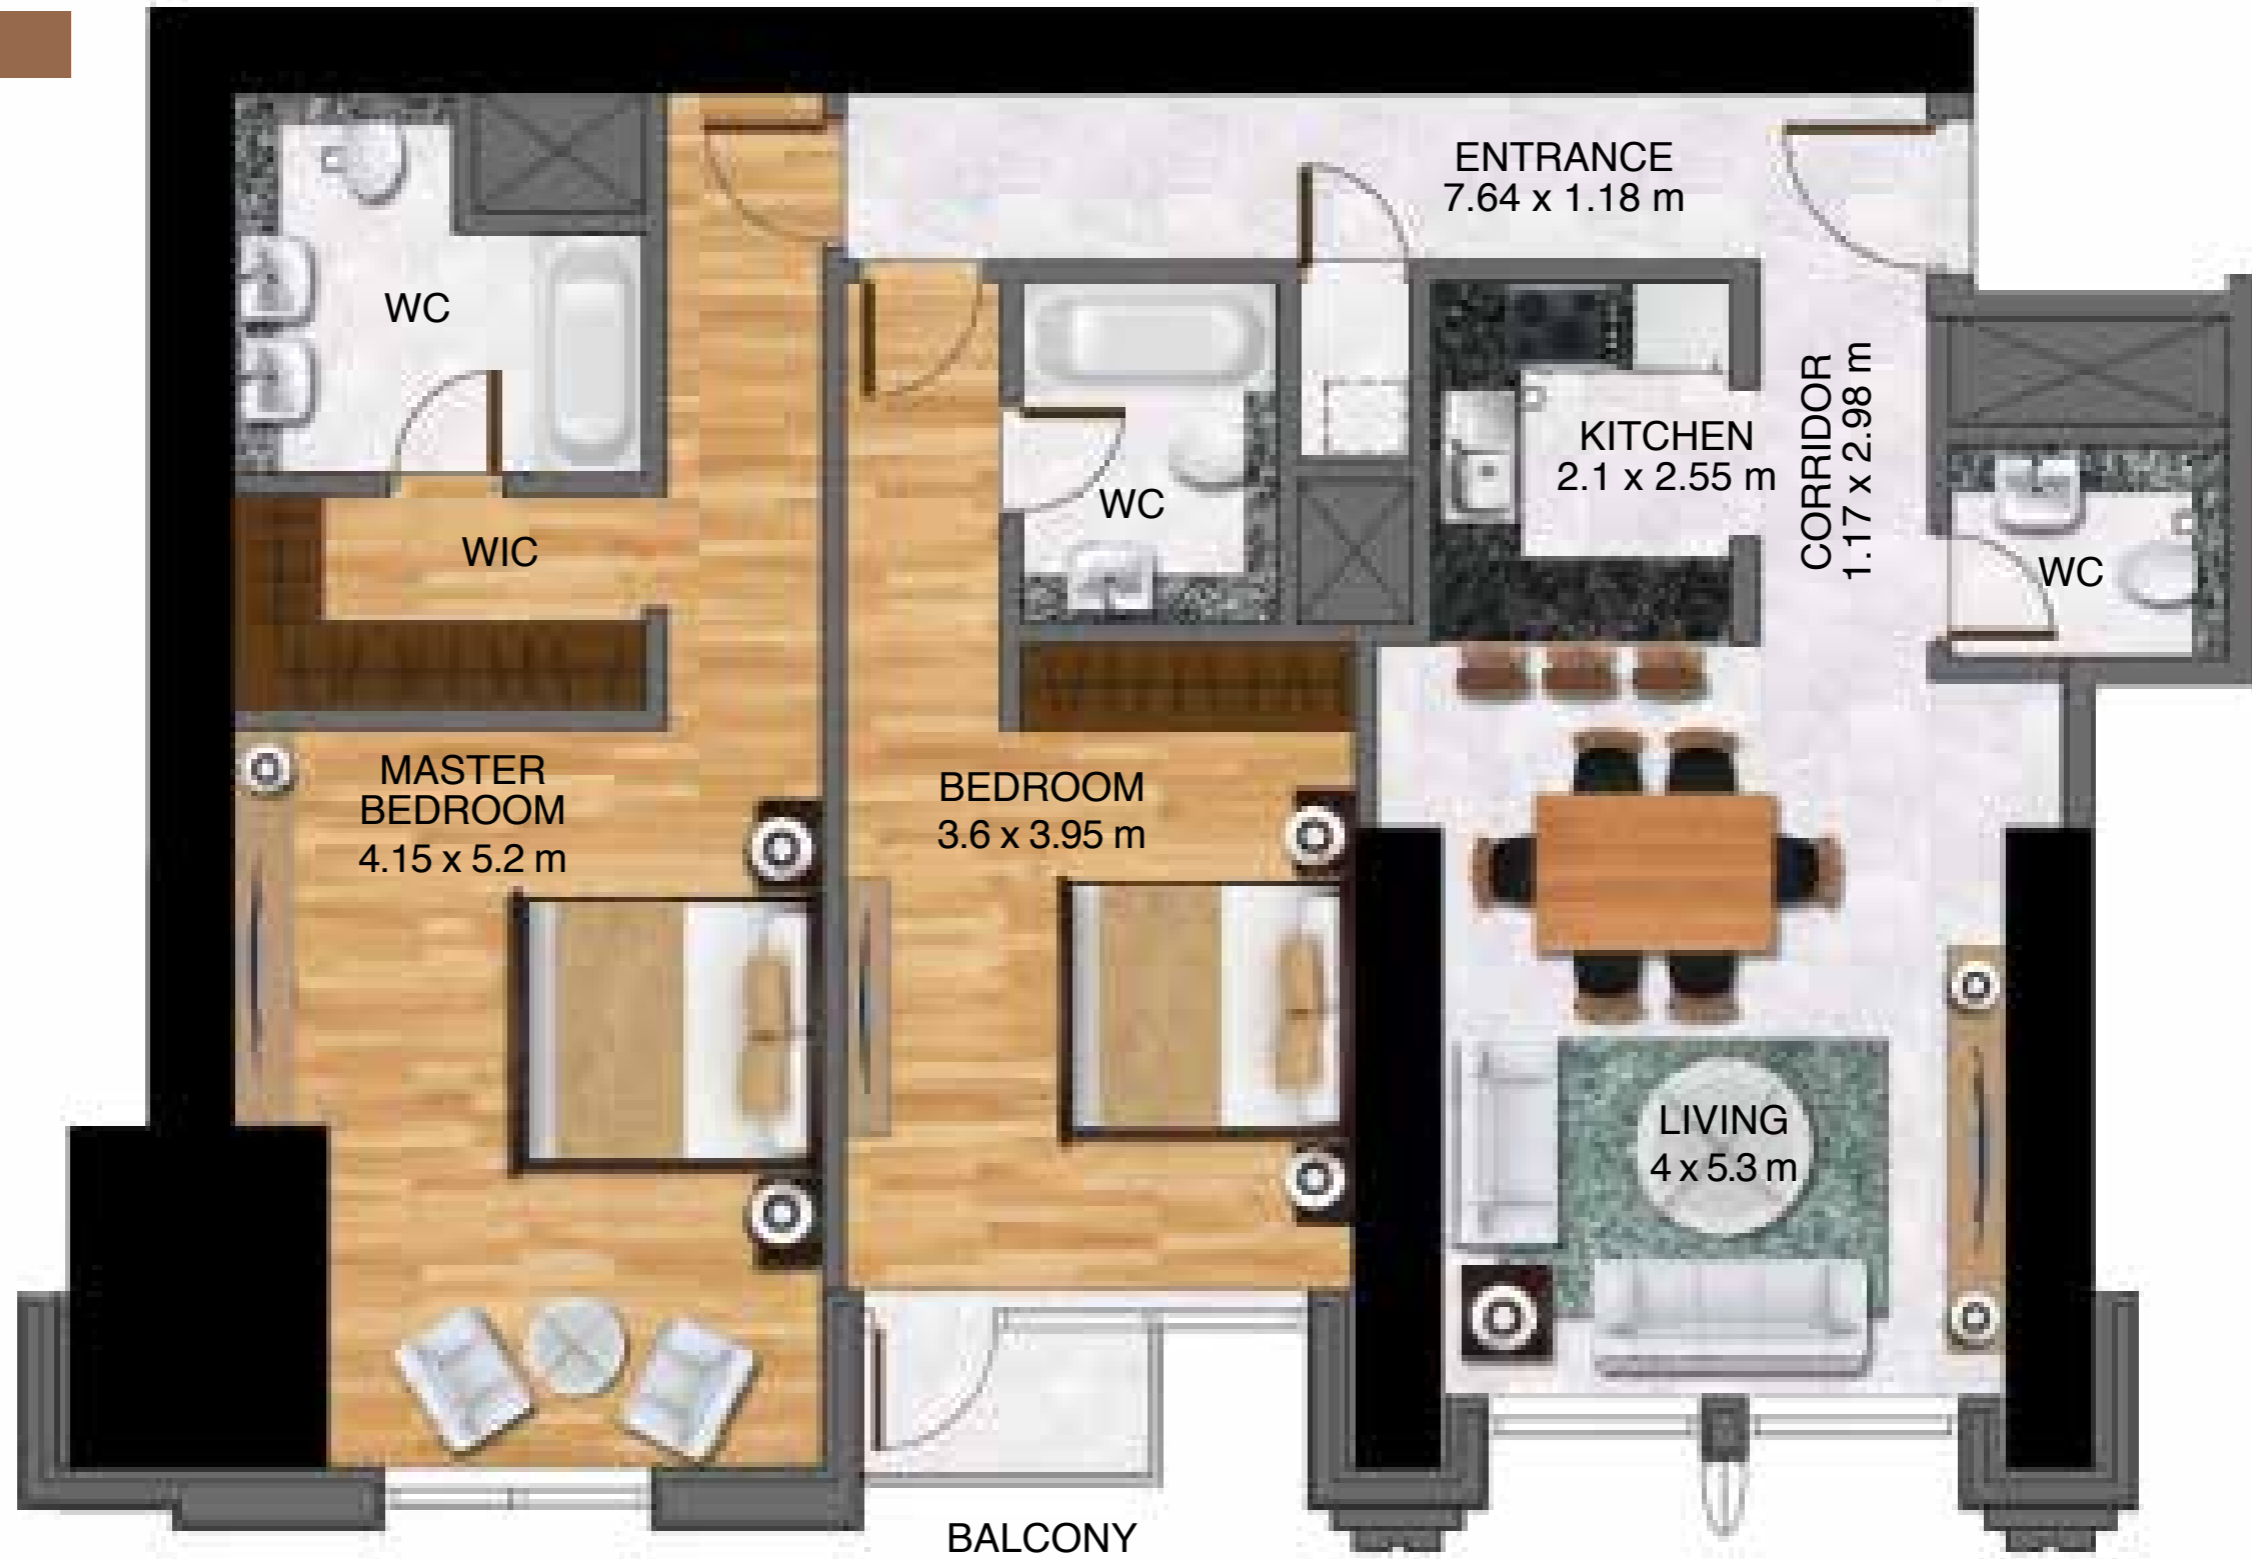 ENTRANCE
7.64 x 1.18 m
WC
KITCHEN
2.1 x 2.55 m
CORRIDOR
1.17 x 2.98 m
WC
WIC
WC
MASTER
BEDROOM
4.15 x 5.2 m
BEDROOM
3.6 x 3.95 m
LIVING
4 x 5.3 m
BALCONY